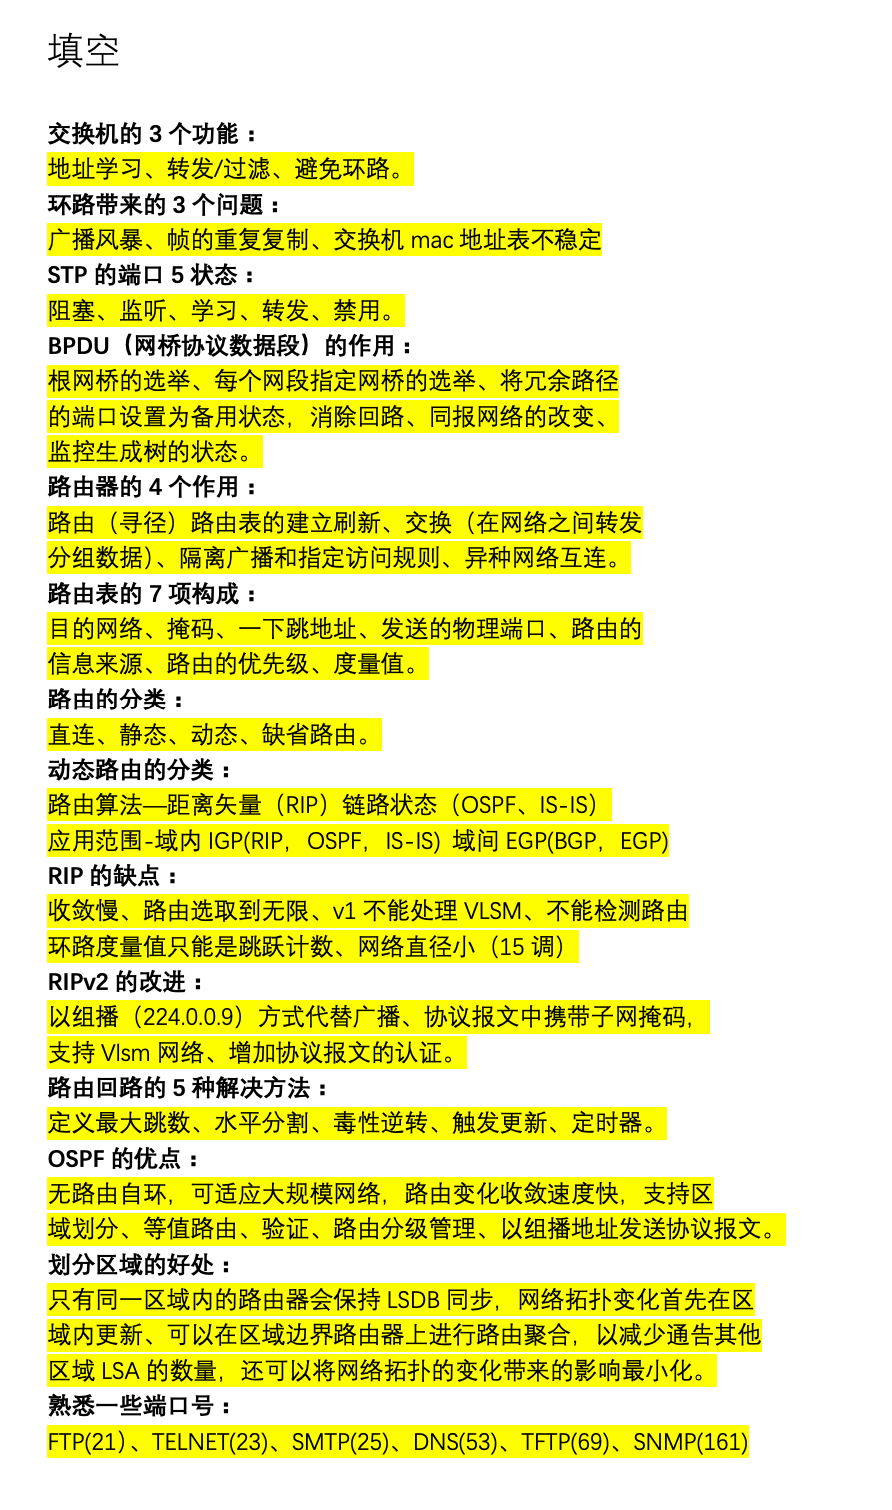 填空
交换机的 3 个功能：
地址学习、转发/过滤、避免环路。
环路带来的 3 个问题：
广播风暴、帧的重复复制、交换机 mac 地址表不稳定
STP 的端口 5 状态：
阻塞、监听、学习、转发、禁用。
BPDU（网桥协议数据段）的作用：
根网桥的选举、每个网段指定网桥的选举、将冗余路径
的端口设置为备用状态，消除回路、同报网络的改变、
监控生成树的状态。
路由器的 4 个作用：
路由（寻径）路由表的建立刷新、交换（在网络之间转发
分组数据）、隔离广播和指定访问规则、异种网络互连。
路由表的 7 项构成：
目的网络、掩码、一下跳地址、发送的物理端口、路由的
信息来源、路由的优先级、度量值。
路由的分类：
直连、静态、动态、缺省路由。
动态路由的分类：
路由算法—距离矢量（RIP）链路状态（OSPF、IS-IS）
应用范围-域内 IGP(RIP，OSPF，IS-IS) 域间 EGP(BGP，EGP)
RIP 的缺点：
收敛慢、路由选取到无限、v1 不能处理 VLSM、不能检测路由
环路度量值只能是跳跃计数、网络直径小（15 调）
RIPv2 的改进：
以组播（224.0.0.9）方式代替广播、协议报文中携带子网掩码，
支持 Vlsm 网络、增加协议报文的认证。
路由回路的 5 种解决方法：
定义最大跳数、水平分割、毒性逆转、触发更新、定时器。
OSPF 的优点：
无路由自环，可适应大规模网络，路由变化收敛速度快，支持区
域划分、等值路由、验证、路由分级管理、以组播地址发送协议报文。
划分区域的好处：
只有同一区域内的路由器会保持 LSDB 同步，网络拓扑变化首先在区
域内更新、可以在区域边界路由器上进行路由聚合，以减少通告其他
区域 LSA 的数量，还可以将网络拓扑的变化带来的影响最小化。
熟悉一些端口号：
FTP(21）、TELNET(23)、SMTP(25)、DNS(53)、TFTP(69)、SNMP(161)